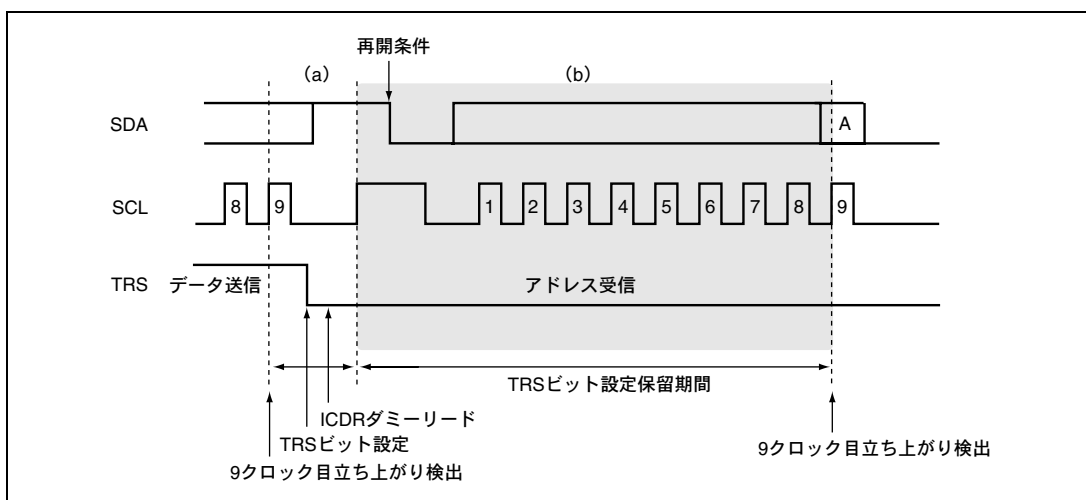 再開条件
(a)
(b)
SDA
A
SCL
8
9
1
2
3
4
5
6
7
8
9
TRS
データ送信
アドレス受信
TRSビット設定保留期間
ICDRダミーリード
TRSビット設定
9クロック目立ち上がり検出
9クロック目立ち上がり検出